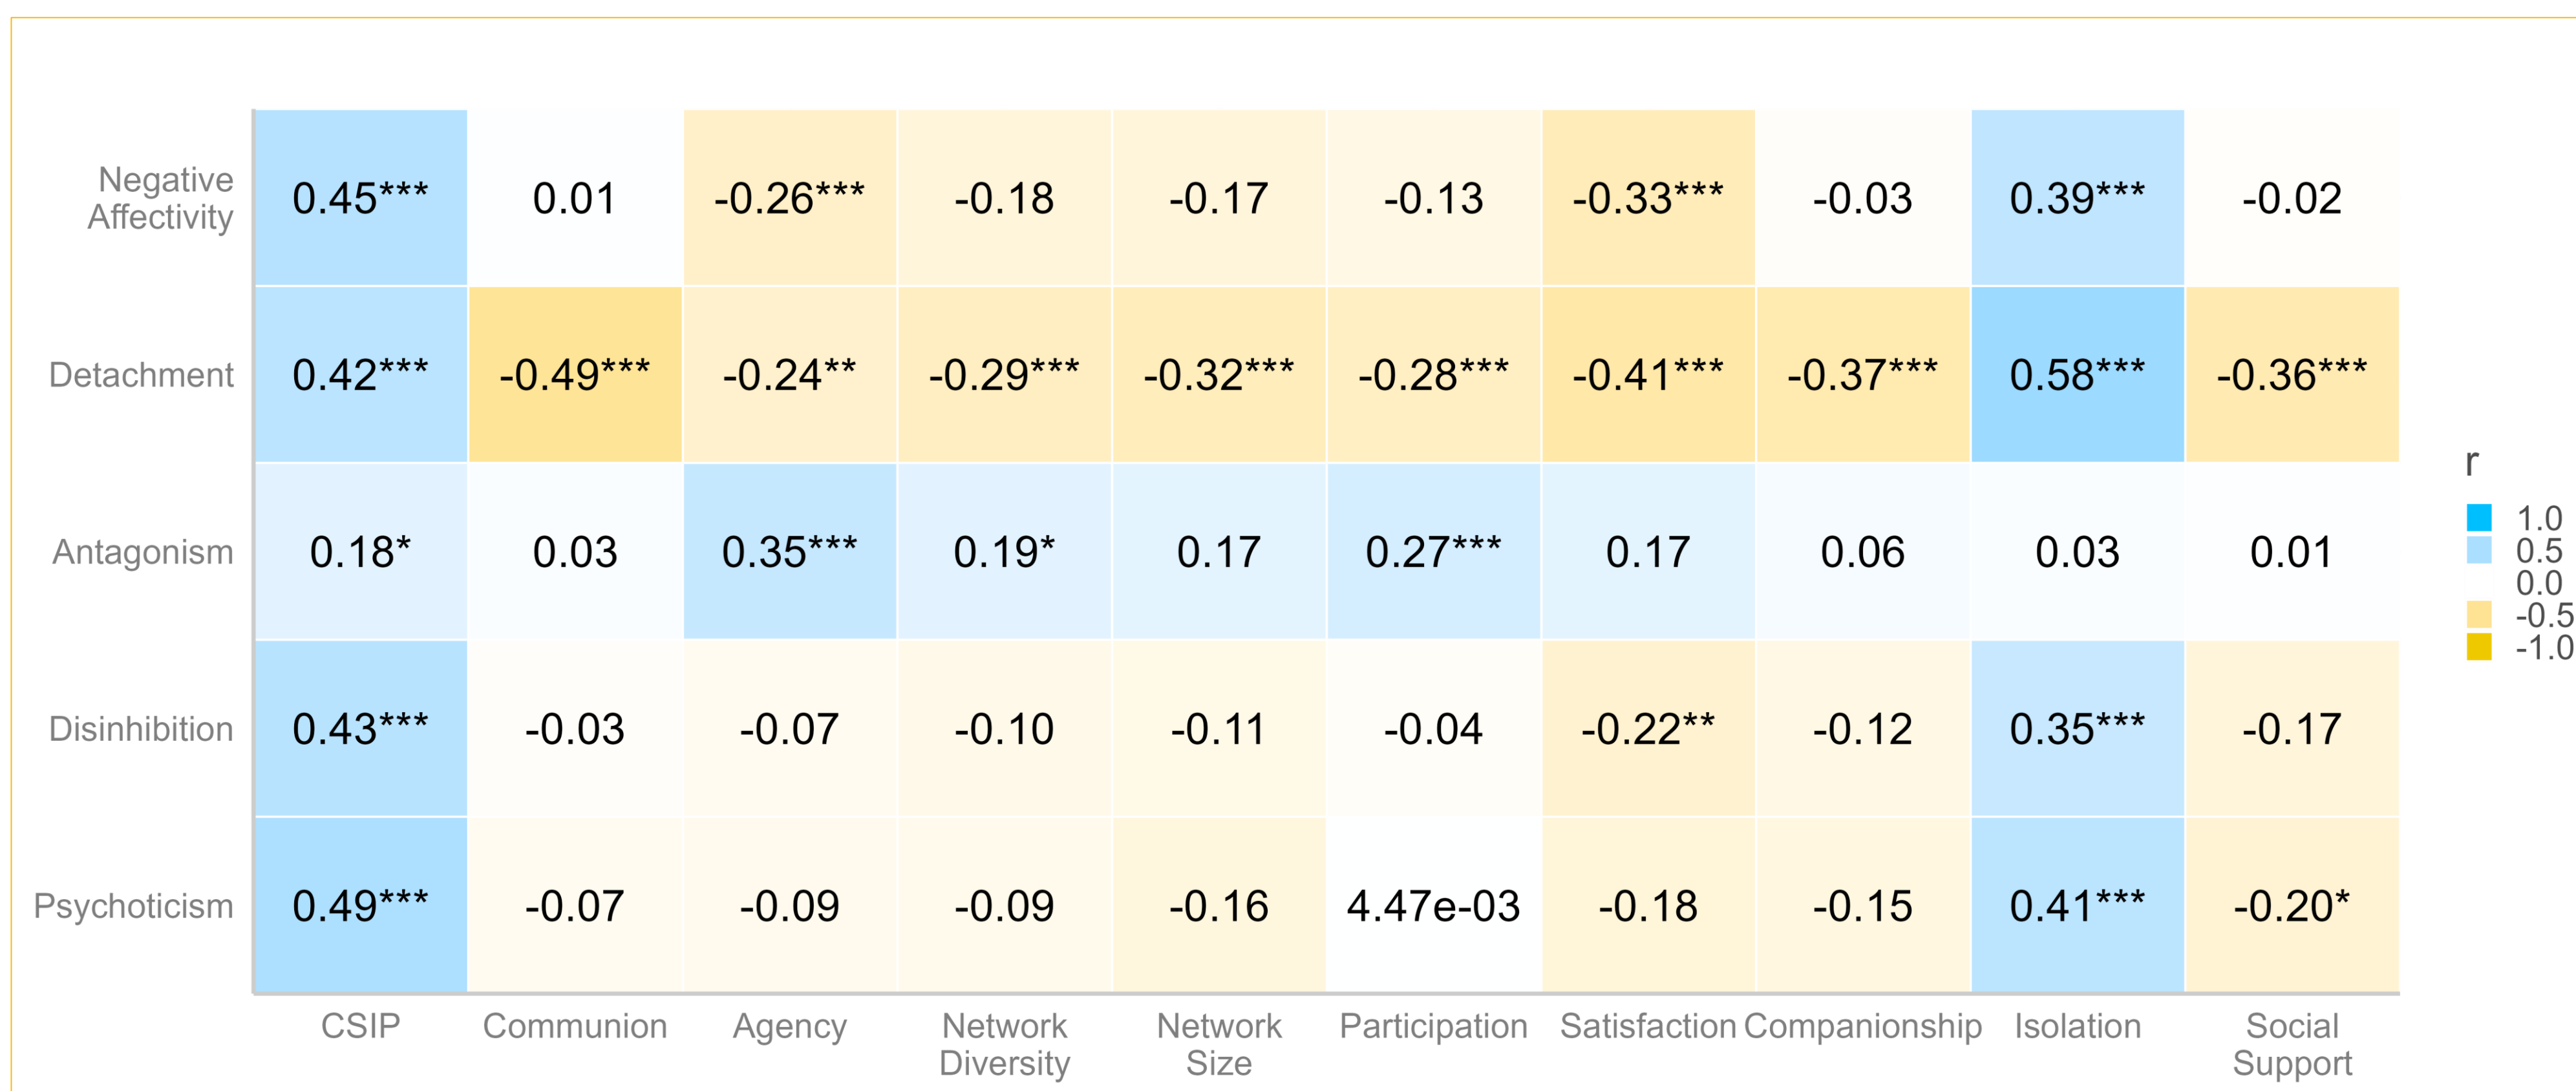 Negative
Affectivity
0.45*** 0.01 -0.26*** -0.18 -0.17 -0.13 -0.33*** -0.03 0.39*** -0.02
Detachment 0.42*** -0.49*** -0.24** -0.29*** -0.32*** -0.28*** -0.41*** -0.37*** 0.58*** -0.36***
Antagonism 0.18* 0.03 0.35*** 0.19* 0.17 0.27*** 0.17 0.06 0.03 0.01
Disinhibition 0.43*** -0.03 -0.07 -0.10 -0.11 -0.04 -0.22** -0.12 0.35*** -0.17
Psychoticism 0.49*** -0.07 -0.09 -0.09 -0.16 4.47e-03 -0.18 -0.15 0.41*** -0.20*
CSIP Communion Agency Network Network Participation Satisfaction Companionship Isolation Social
Diversity Size Support
r
1.0
0.5
0.0
-0.5
-1.0